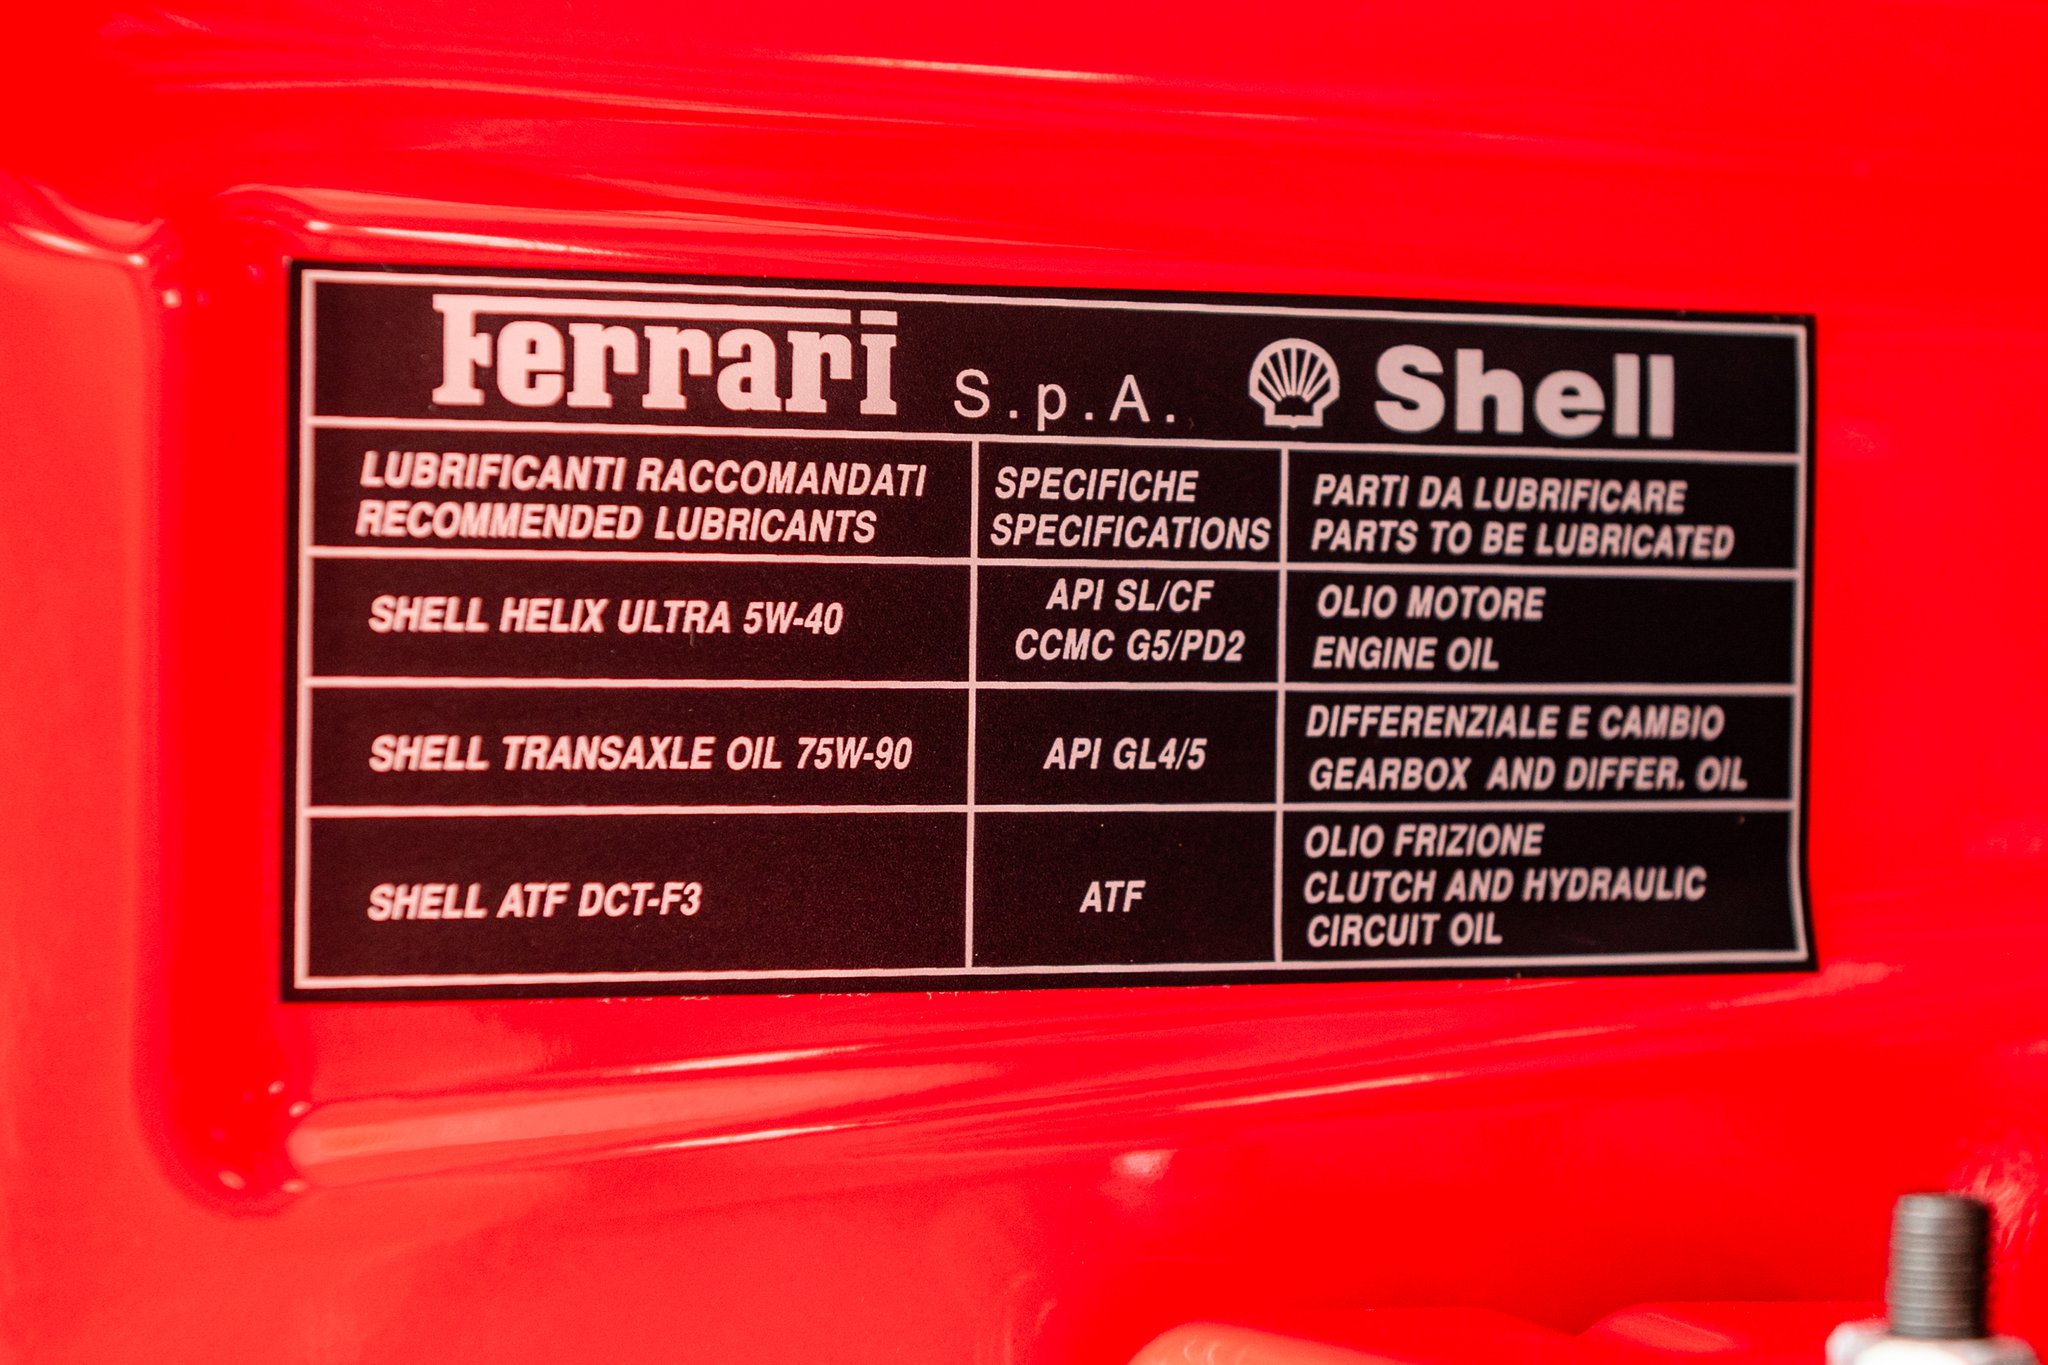 Ferrari S.p.A. Shell
LUBRIFICANTI RACCOMANDATI
RECOMMENDED LUBRICANTS
SPECIFICHE
SPECIFICATIONS
PARTI DA LUBRIFICARE
PARTS TO BE LUBRICATED
SHELL HELIX ULTRA 5W-40
API SL/CF
CCMC G5/PD2
OLIO MOTORE
ENGINE OIL
SHELL TRANSAXLE OIL 75W-90
API GL4/5
DIFFERENZIALE E CAMBIO
GEARBOX AND DIFFER. OIL
SHELL ATF DCT-F3
ATF
OLIO FRIZIONE
CLUTCH AND HYDRAULIC
CIRCUIT OIL